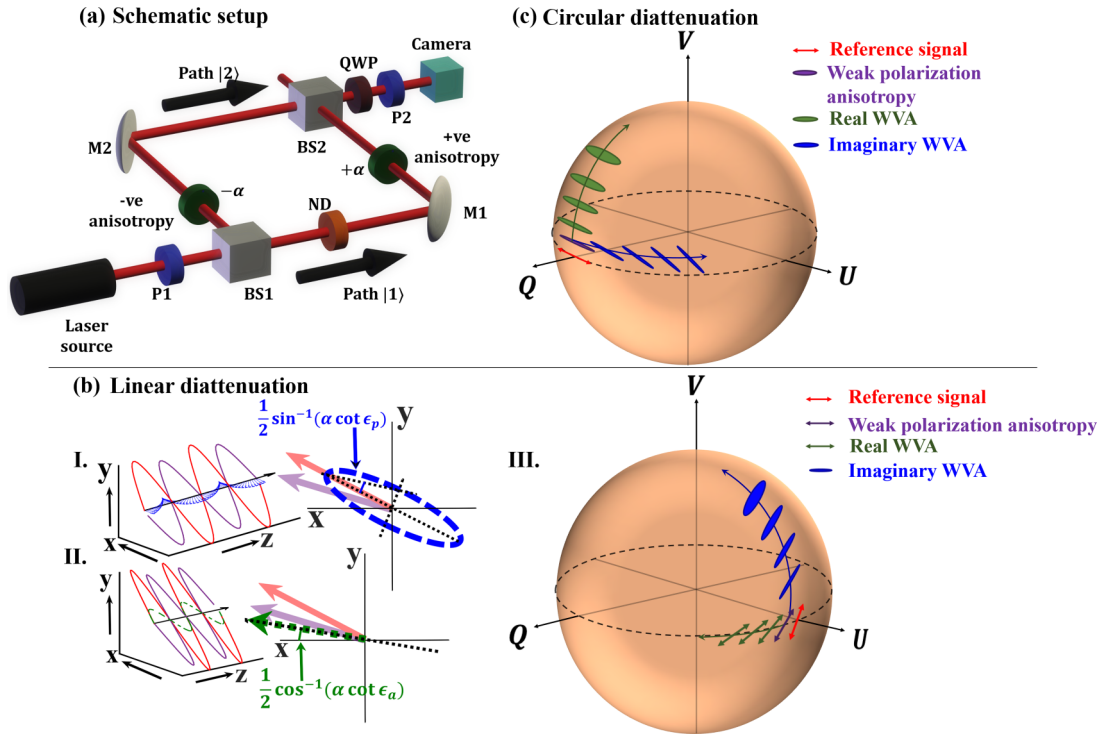 (a) Schematic setup
Camera
QWP
Path |2⟩
P2
M2
BS2
+ve
anisotropy
+α
−α
-ve
anisotropy
ND
M1
P1
BS1
Path |1⟩
Laser
source
(c) Circular diattenuation
V
Q
U
Reference signal
Weak polarization
anisotropy
Real WVA
Imaginary WVA
(b) Linear diattenuation
I.
y
x
z
1/2 sin⁻¹(α cot ϵₚ)
y
x
II.
y
x
z
y
x
1/2 cos⁻¹(α cot ϵₐ)
III.
V
Q
U
Reference signal
Weak polarization anisotropy
Real WVA
Imaginary WVA